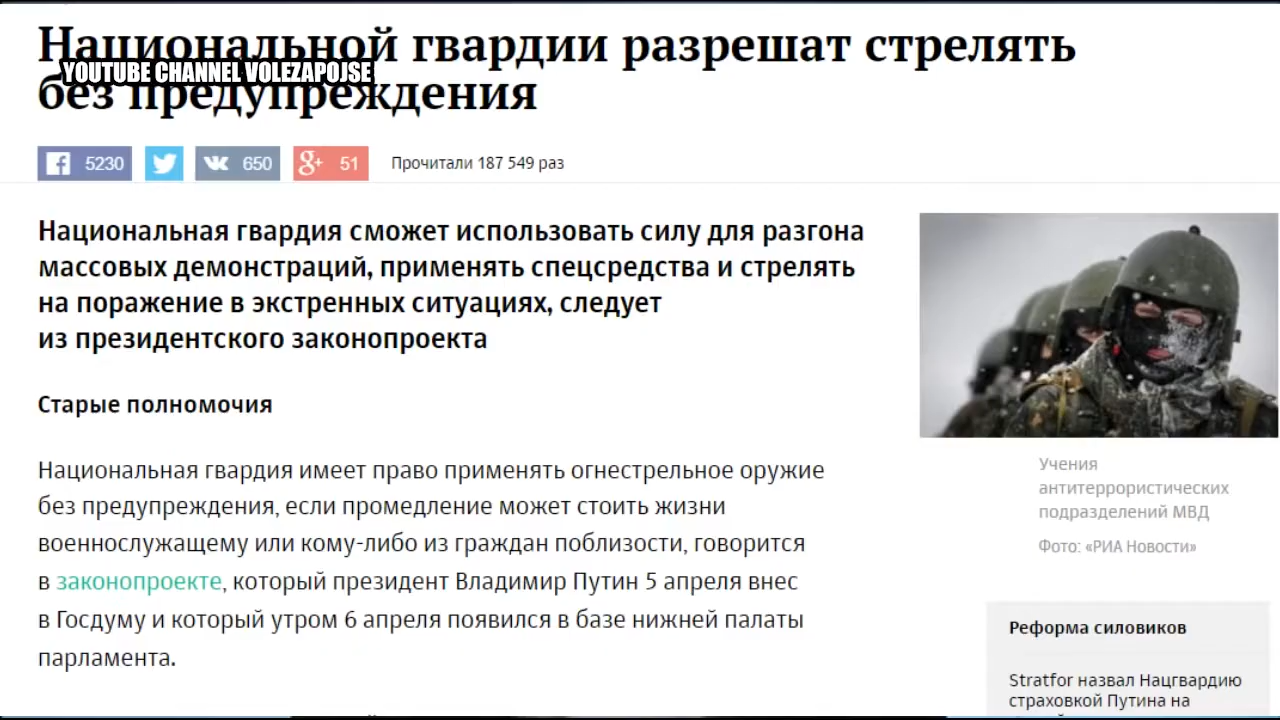 Национальной гвардии разрешат стрелять
YOUTUBE CHANNEL VOLEZAPOJSE
без предупреждения
5230
650
g+ 51
Прочитали 187 549 раз
Национальная гвардия сможет использовать силу для разгона
массовых демонстраций, применять спецсредства и стрелять
на поражение в экстренных ситуациях, следует
из президентского законопроекта
Старые полномочия
Национальная гвардия имеет право применять огнестрельное оружие
без предупреждения, если промедление может стоить жизни
военнослужащему или кому-либо из граждан поблизости, говорится
в законопроекте, который президент Владимир Путин 5 апреля внес
в Госдуму и который утром 6 апреля появился в базе нижней палаты
парламента.
Учения
антитеррористических
подразделений МВД
Фото: «РИА Новости»
Реформа силовиков
Stratfor назвал Нацгвардию
страховкой Путина на